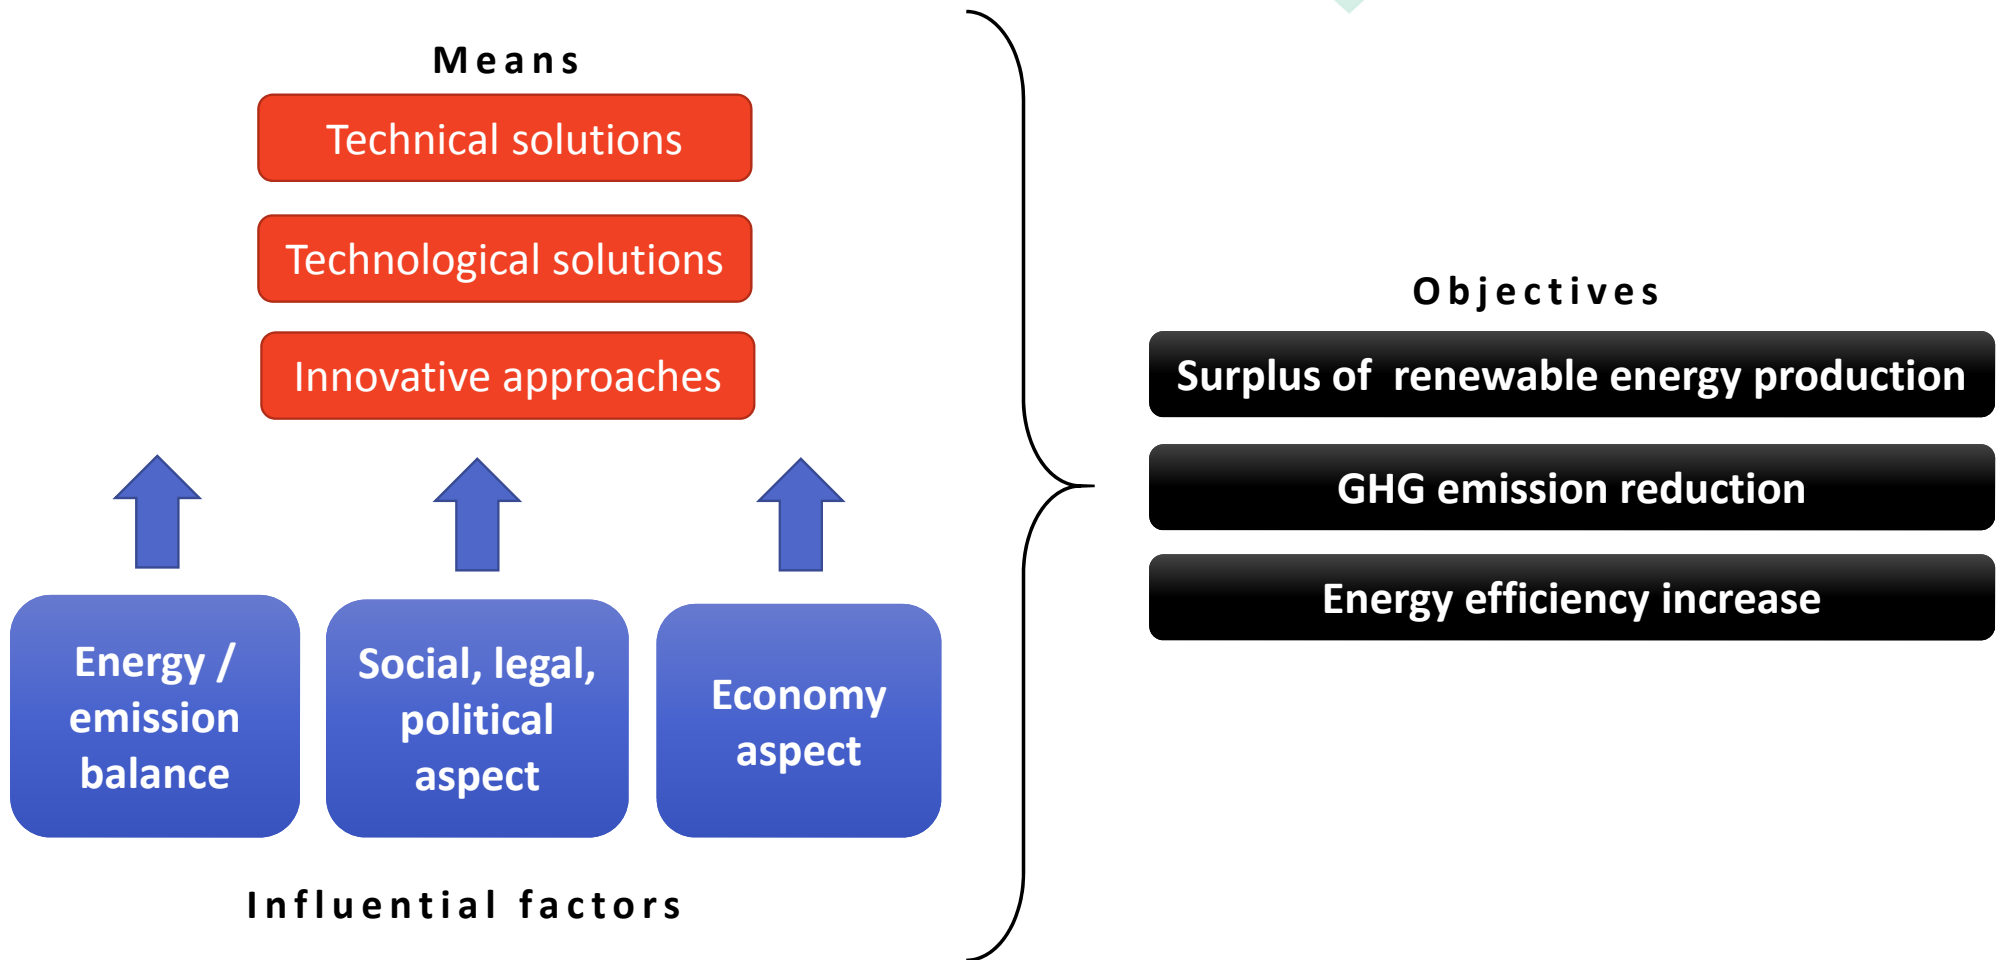 Means
Technical solutions
Technological solutions
Innovative approaches
Energy /
emission
balance
Social, legal,
political
aspect
Economy
aspect
Influential factors
Objectives
Surplus of  renewable energy production
GHG emission reduction
Energy efficiency increase